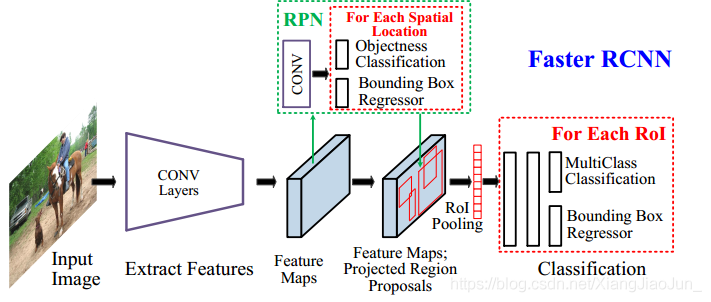 RPN
For Each Spatial
Location
CONV
Objectness
Classification
Bounding Box
Regressor
Faster RCNN
CONV
Layers
For Each RoI
MultiClass
Classification
Bounding Box
Regressor
RoI
Pooling
Input
Image
Extract Features
Feature
Maps
Feature Maps;
Projected Region
Proposals
Classification
https://blog.csdn.net/XiangJiaoJun_